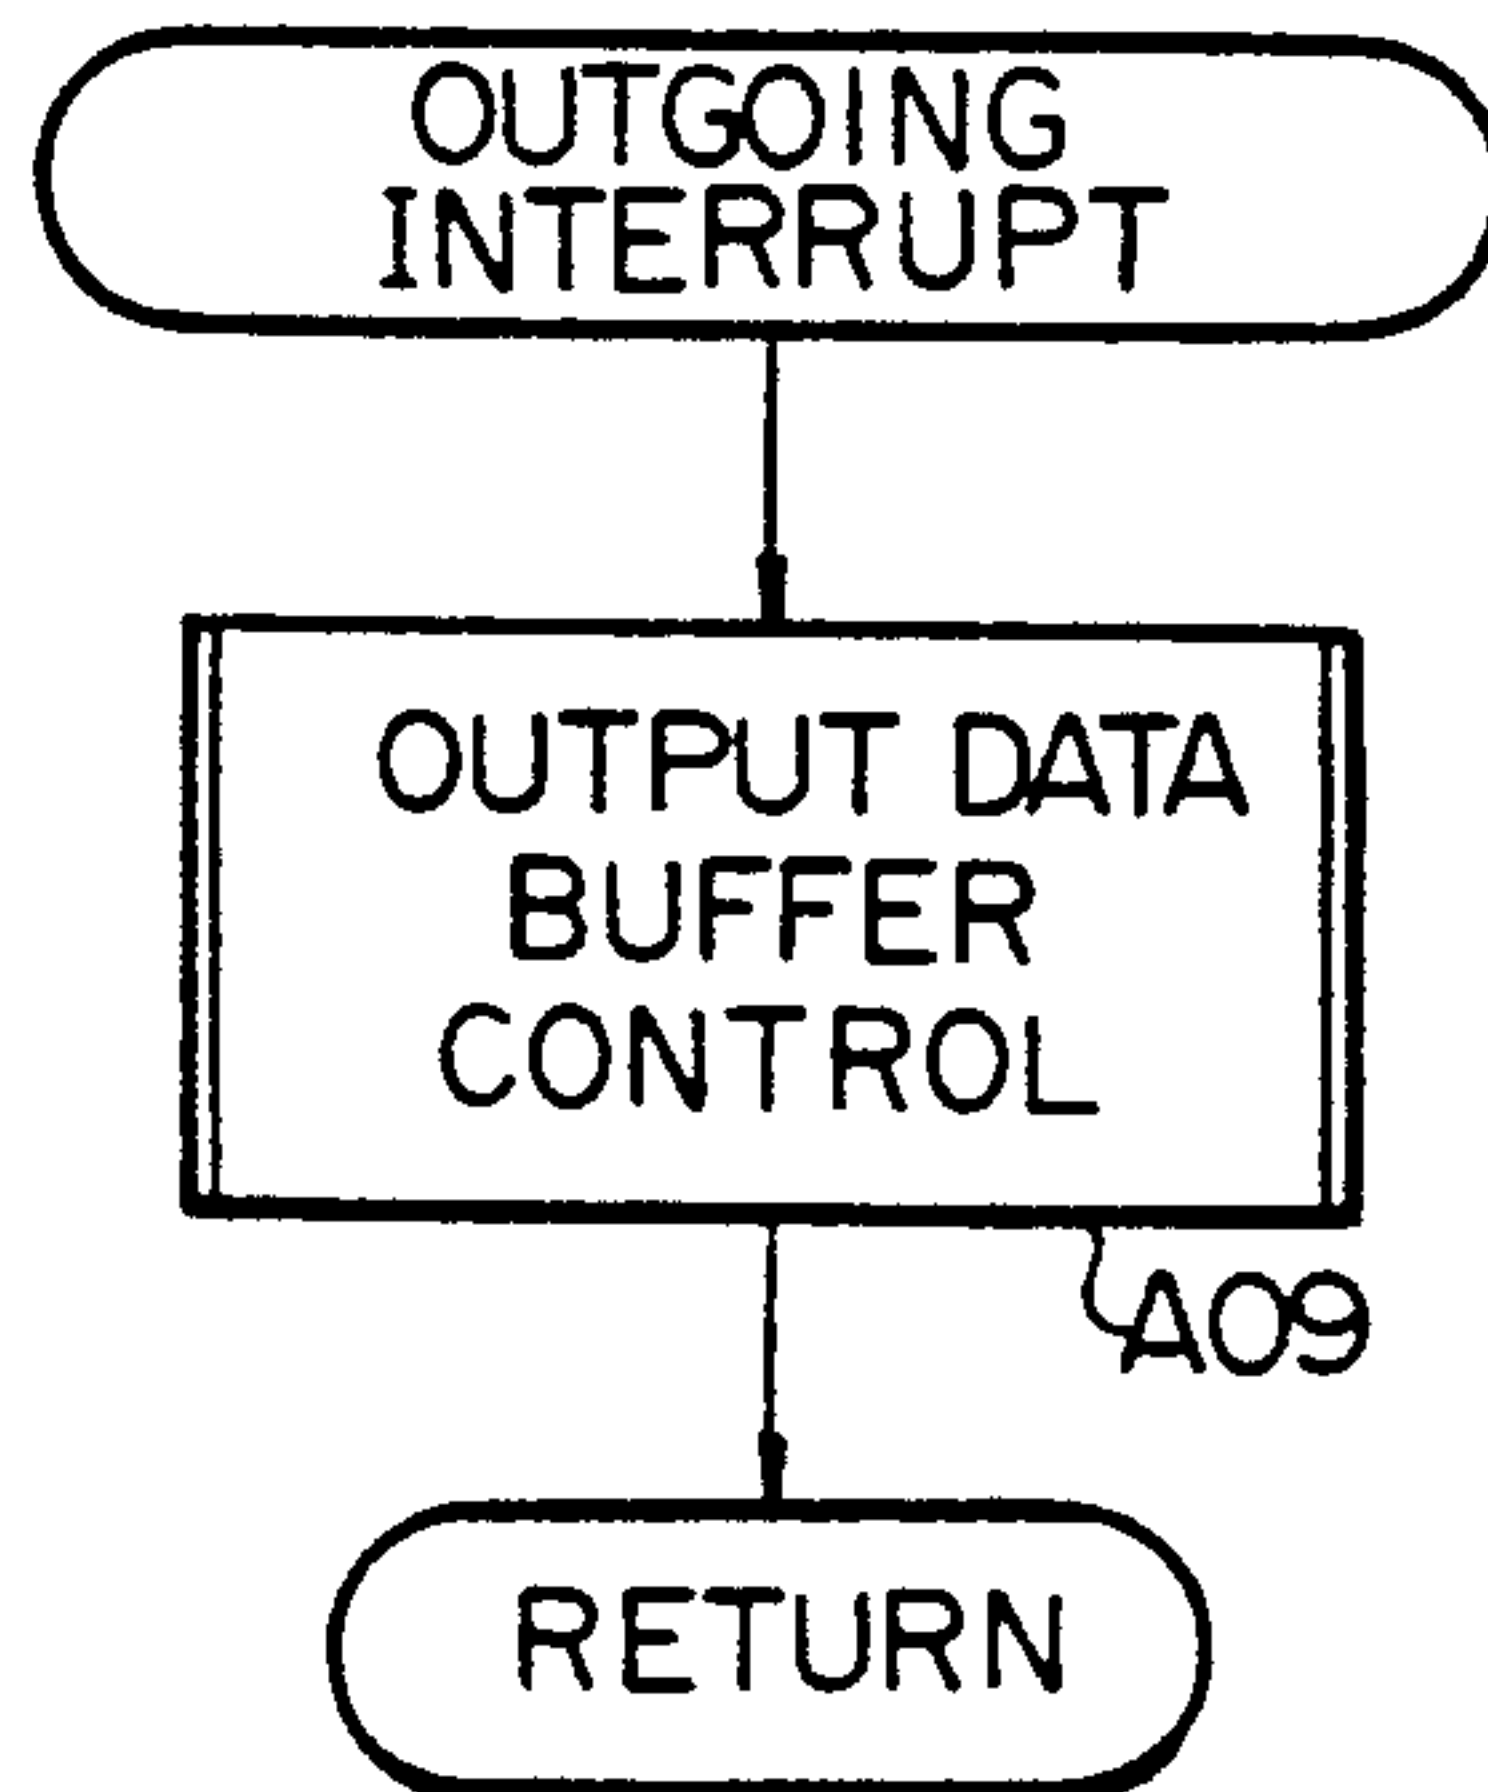 OUTGOING
INTERRUPT
OUTPUT DATA
BUFFER
CONTROL
A09
RETURN